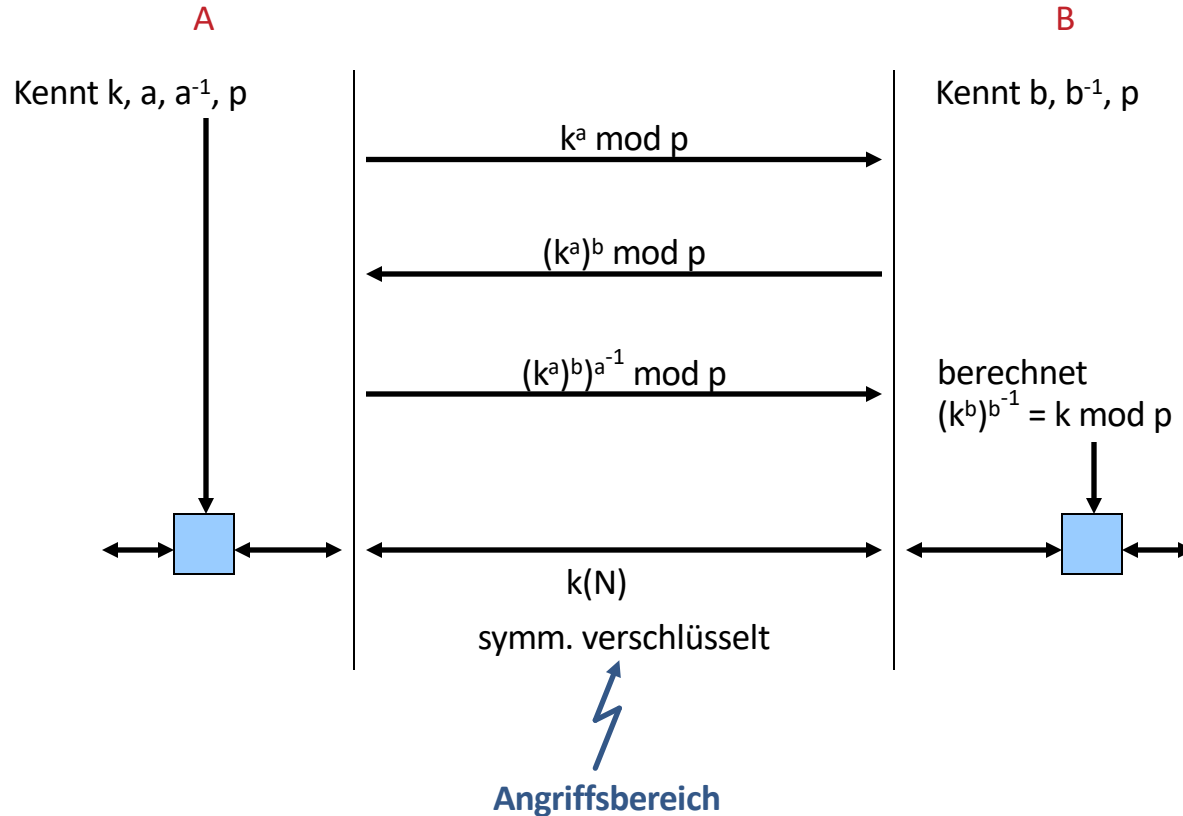 A
B
Kennt k, a, a⁻¹, p
Kennt b, b⁻¹, p
kᵃ mod p
(kᵃ)ᵇ mod p
(kᵃ)ᵇ)ᵃ⁻¹ mod p
berechnet
(kᵇ)ᵇ⁻¹ = k mod p
k(N)
symm. verschlüsselt
Angriffsbereich